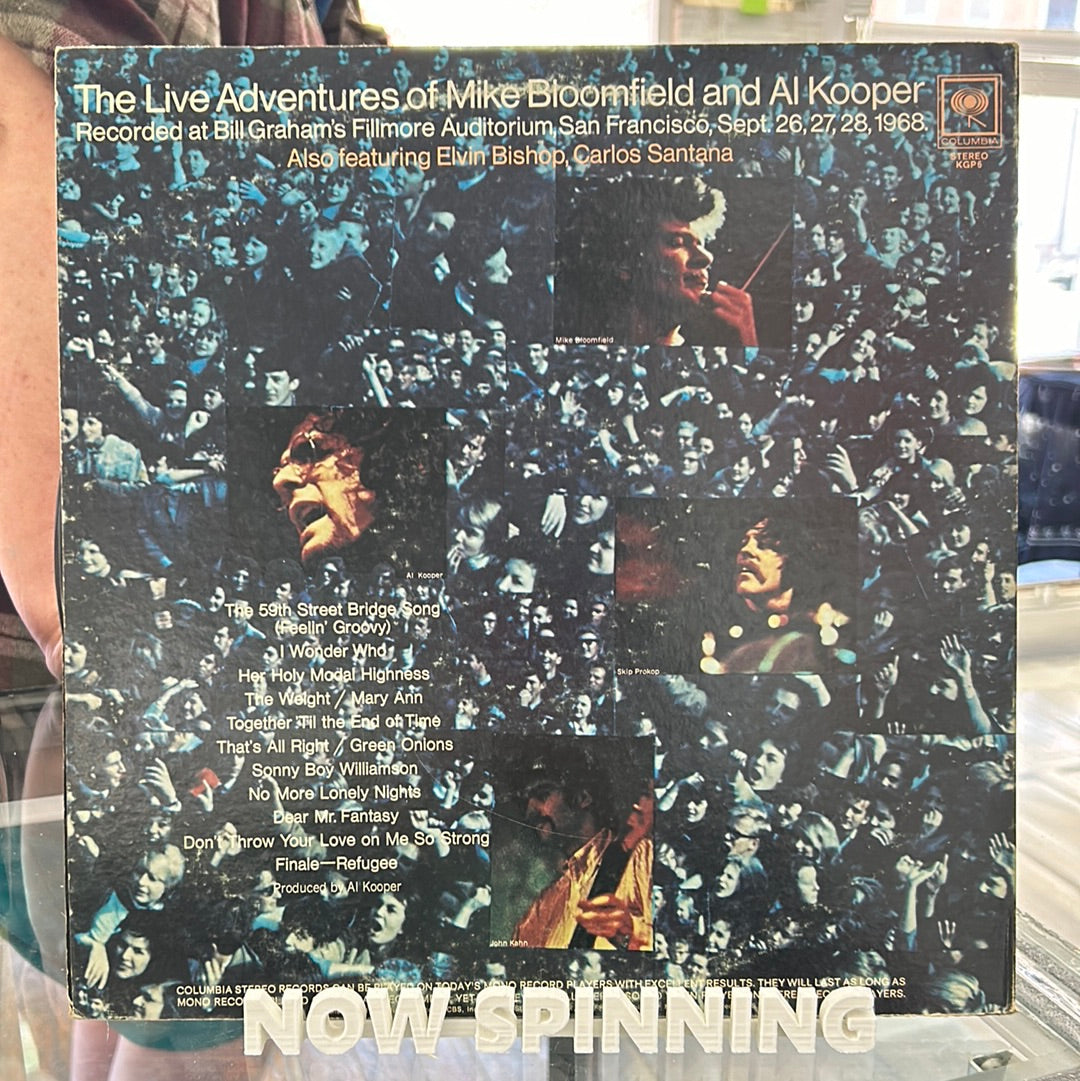 The Live Adventures of Mike Bloomfield and Al Kooper
Recorded at Bill Graham's Fillmore Auditorium, San Francisco, Sept. 26, 27, 28, 1968.
Also featuring Elvin Bishop, Carlos Santana
COLUMBIA
STEREO
KGP6
Mike Bloomfield
Al Kooper
Skip Prokop
The 59th Street Bridge Song
(Feelin' Groovy)
I Wonder Who
Her Holy Modal Highness
The Weight / Mary Ann
Together 'Til the End of Time
That's All Right / Green Onions
Sonny Boy Williamson
No More Lonely Nights
Dear Mr. Fantasy
Don't Throw Your Love on Me So Strong
Finale—Refugee
Produced by Al Kooper
John Kahn
COLUMBIA STEREO RECORDS CAN BE PLAYED ON TODAY'S MONO RECORD PLAYERS WITH EXCELLENT RESULTS. THEY WILL LAST AS LONG AS
MONO YET PLAYERS.
NOW SPINNING